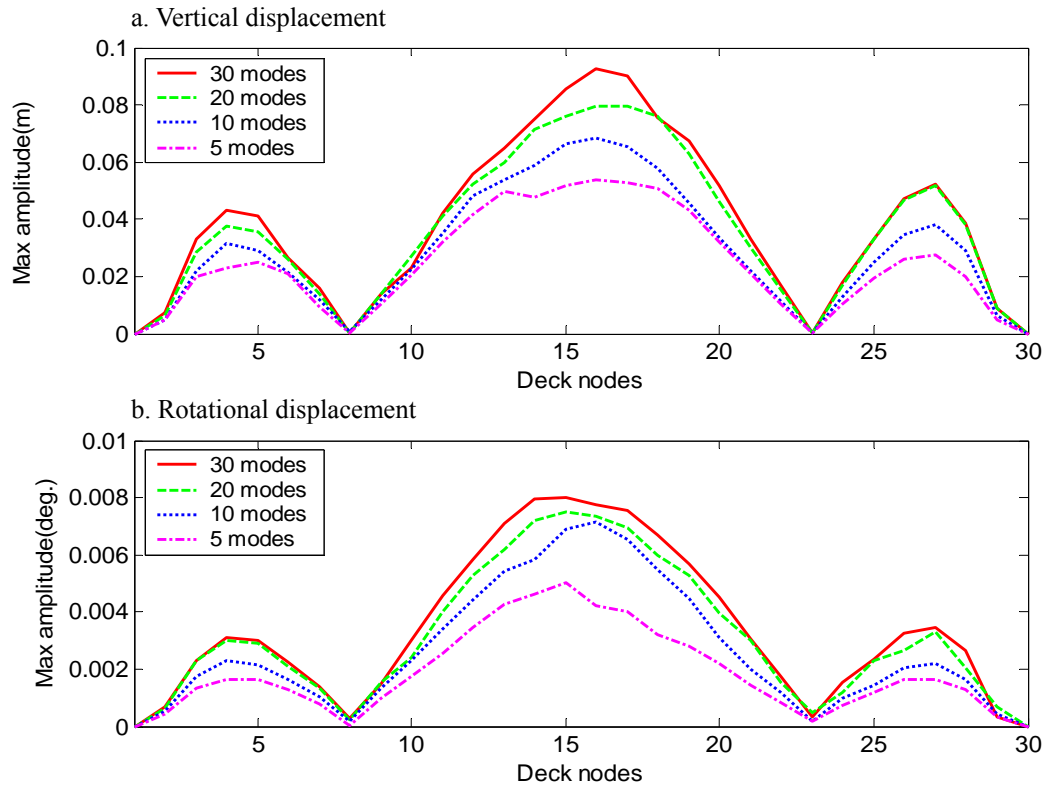 a. Vertical displacement
0.1
0.08
0.06
0.04
0.02
0
Max amplitude(m)
30 modes
20 modes
10 modes
5 modes
5 10 15 20 25 30
Deck nodes
b. Rotational displacement
0.01
0.008
0.006
0.004
0.002
0
Max amplitude(deg.)
30 modes
20 modes
10 modes
5 modes
5 10 15 20 25 30
Deck nodes